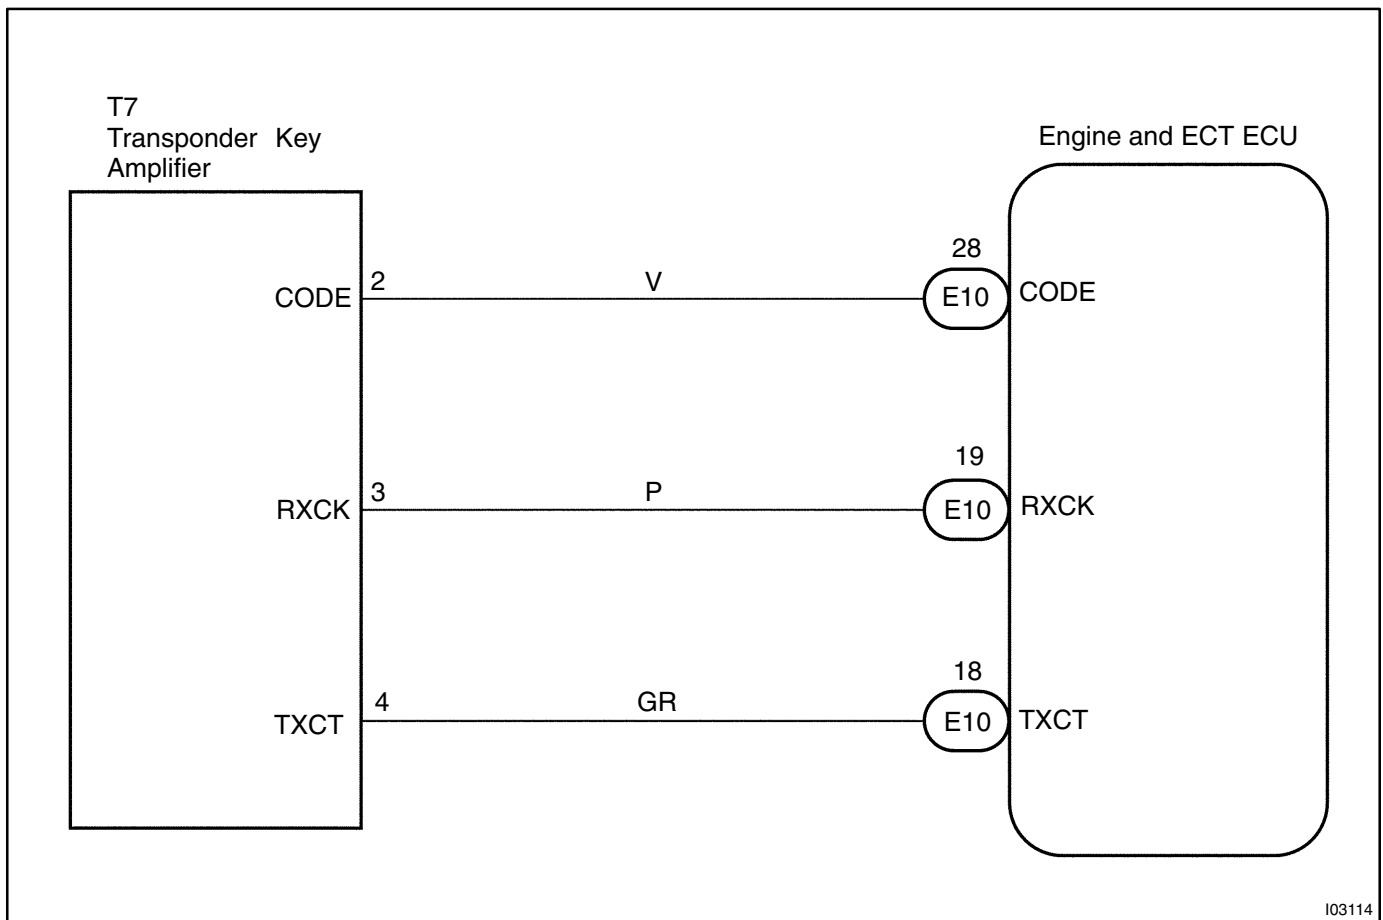 T7
Transponder Key
Amplifier
Engine and ECT ECU
28
2
V
CODE
E10
CODE
19
3
P
RXCK
E10
RXCK
18
4
GR
TXCT
E10
TXCT
I03114